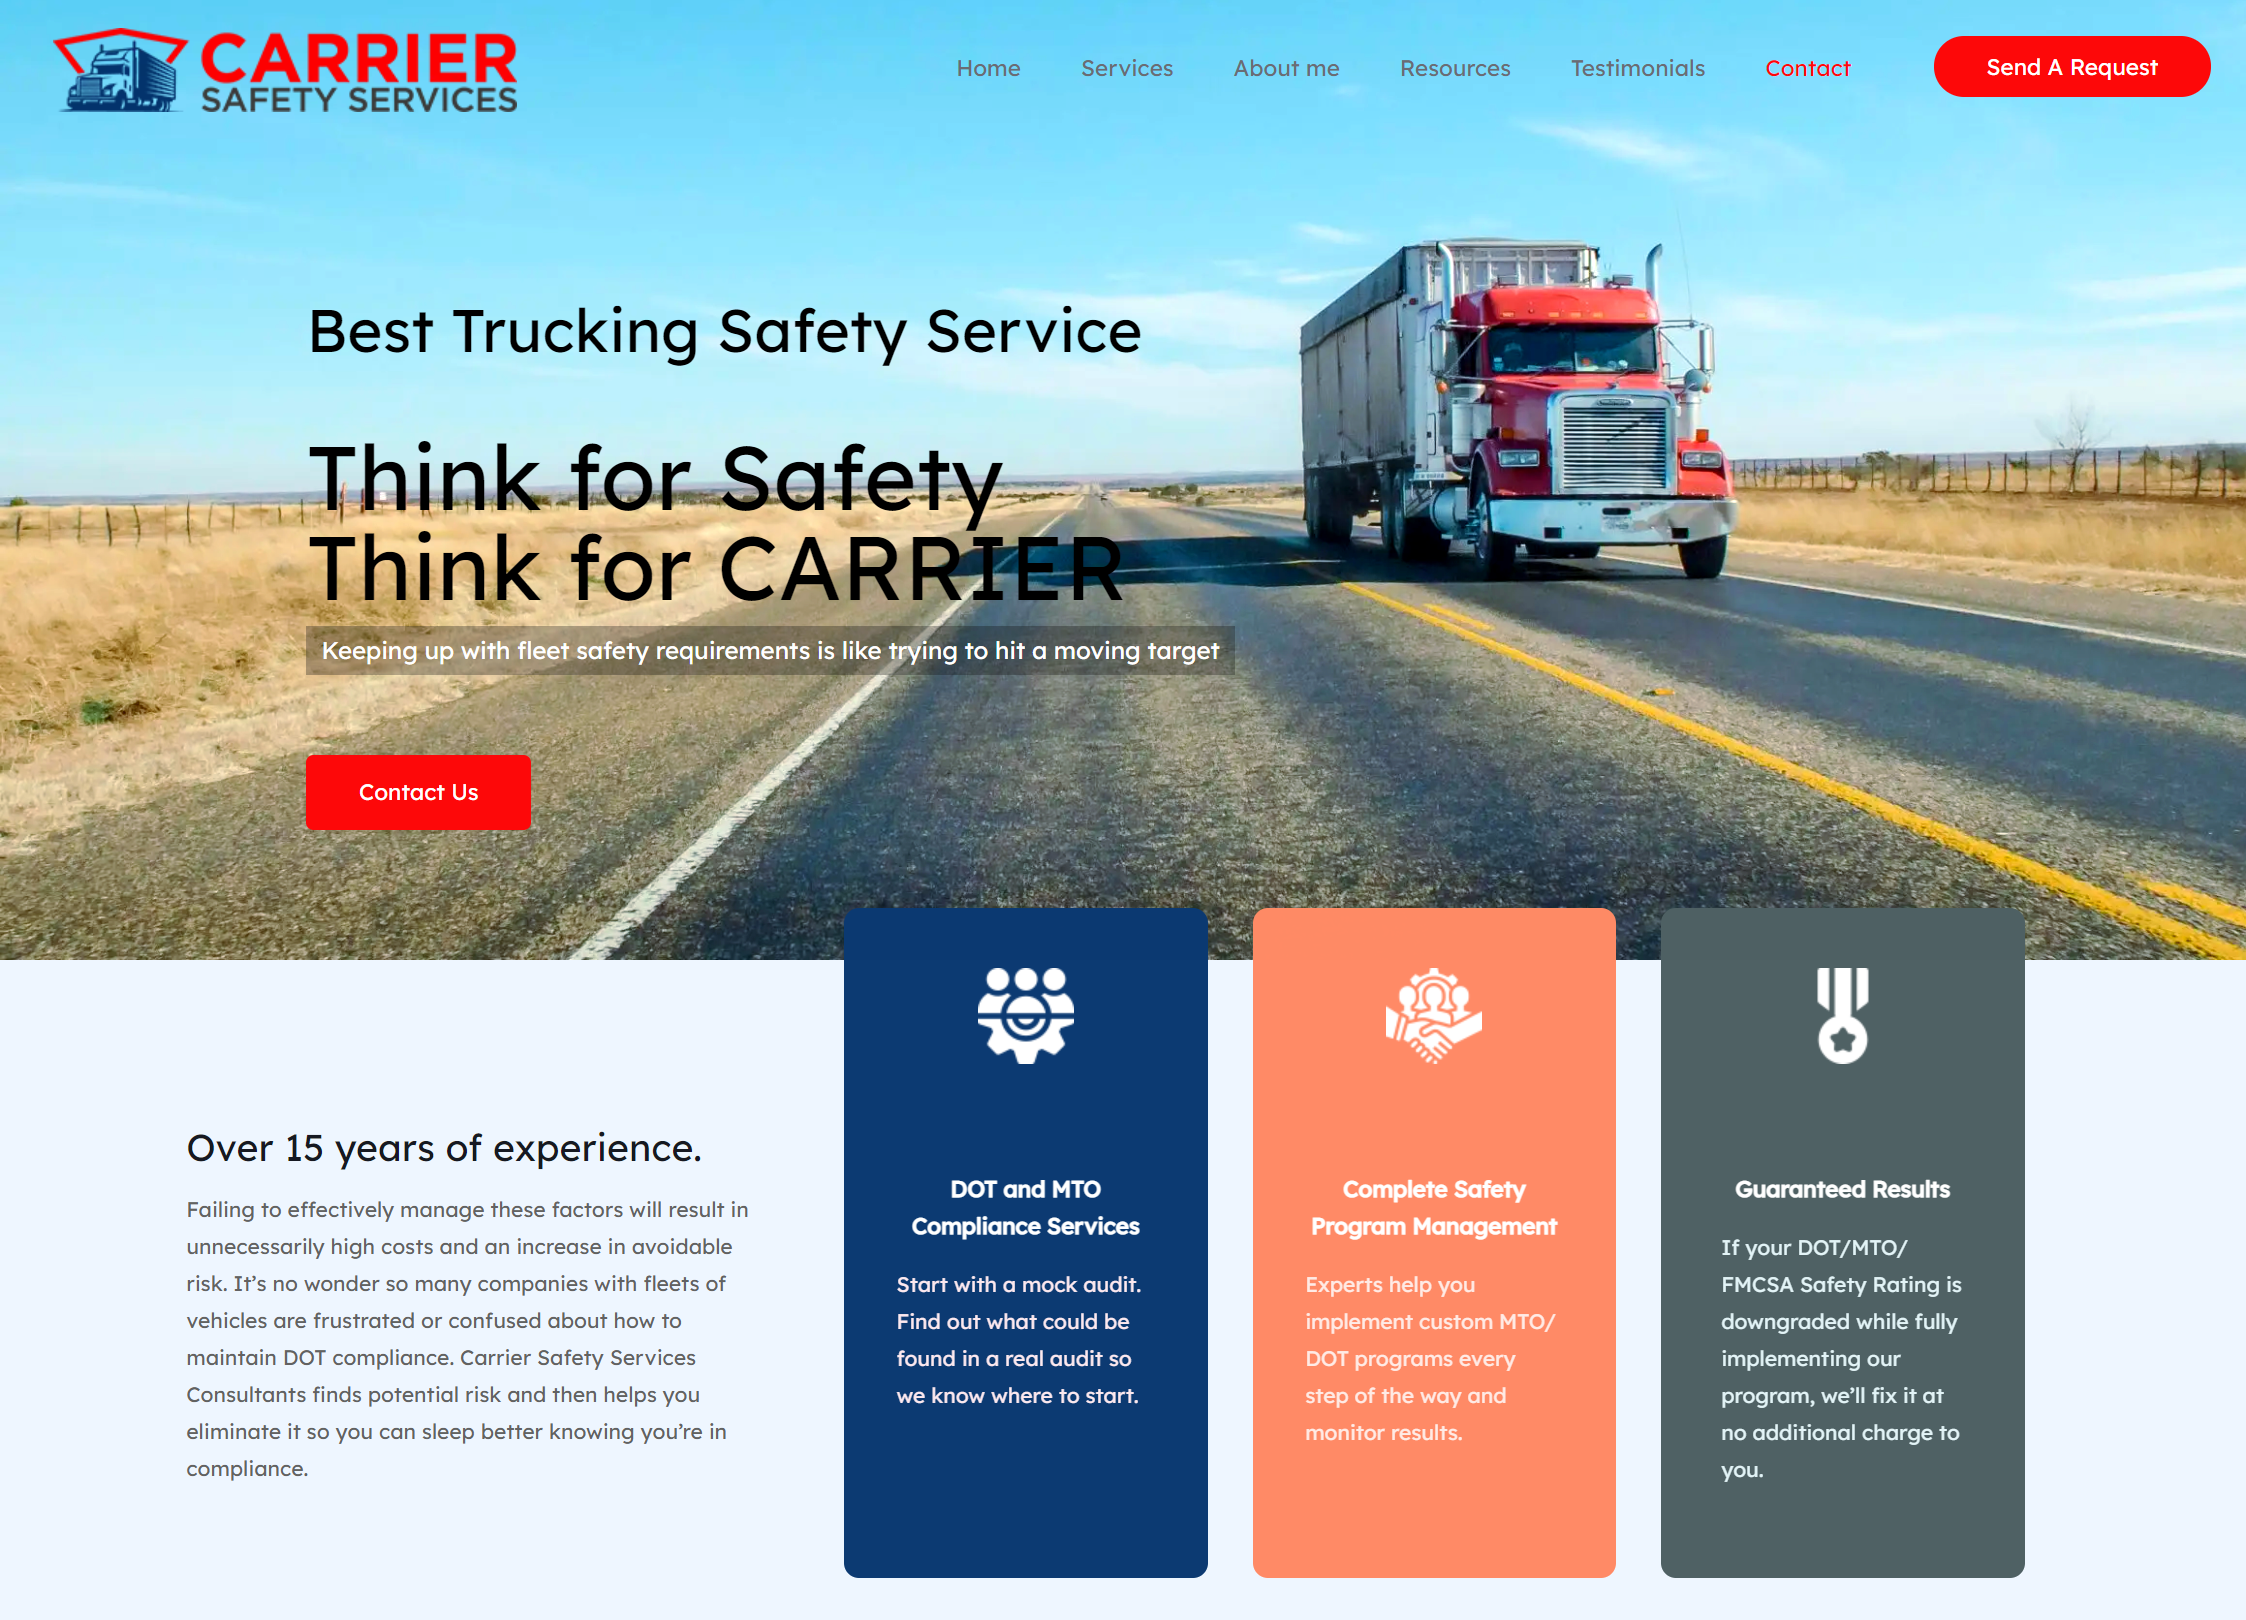 CARRIER
SAFETY SERVICES
Home Services About me Resources Testimonials Contact Send A Request
Best Trucking Safety Service
Think for Safety
Think for CARRIER
Keeping up with fleet safety requirements is like trying to hit a moving target
Contact Us
Over 15 years of experience.
Failing to effectively manage these factors will result in
unnecessarily high costs and an increase in avoidable
risk. It’s no wonder so many companies with fleets of
vehicles are frustrated or confused about how to
maintain DOT compliance. Carrier Safety Services
Consultants finds potential risk and then helps you
eliminate it so you can sleep better knowing you’re in
compliance.
DOT and MTO
Compliance Services
Start with a mock audit.
Find out what could be
found in a real audit so
we know where to start.
Complete Safety
Program Management
Experts help you
implement custom MTO/
DOT programs every
step of the way and
monitor results.
Guaranteed Results
If your DOT/MTO/
FMCSA Safety Rating is
downgraded while fully
implementing our
program, we’ll fix it at
no additional charge to
you.